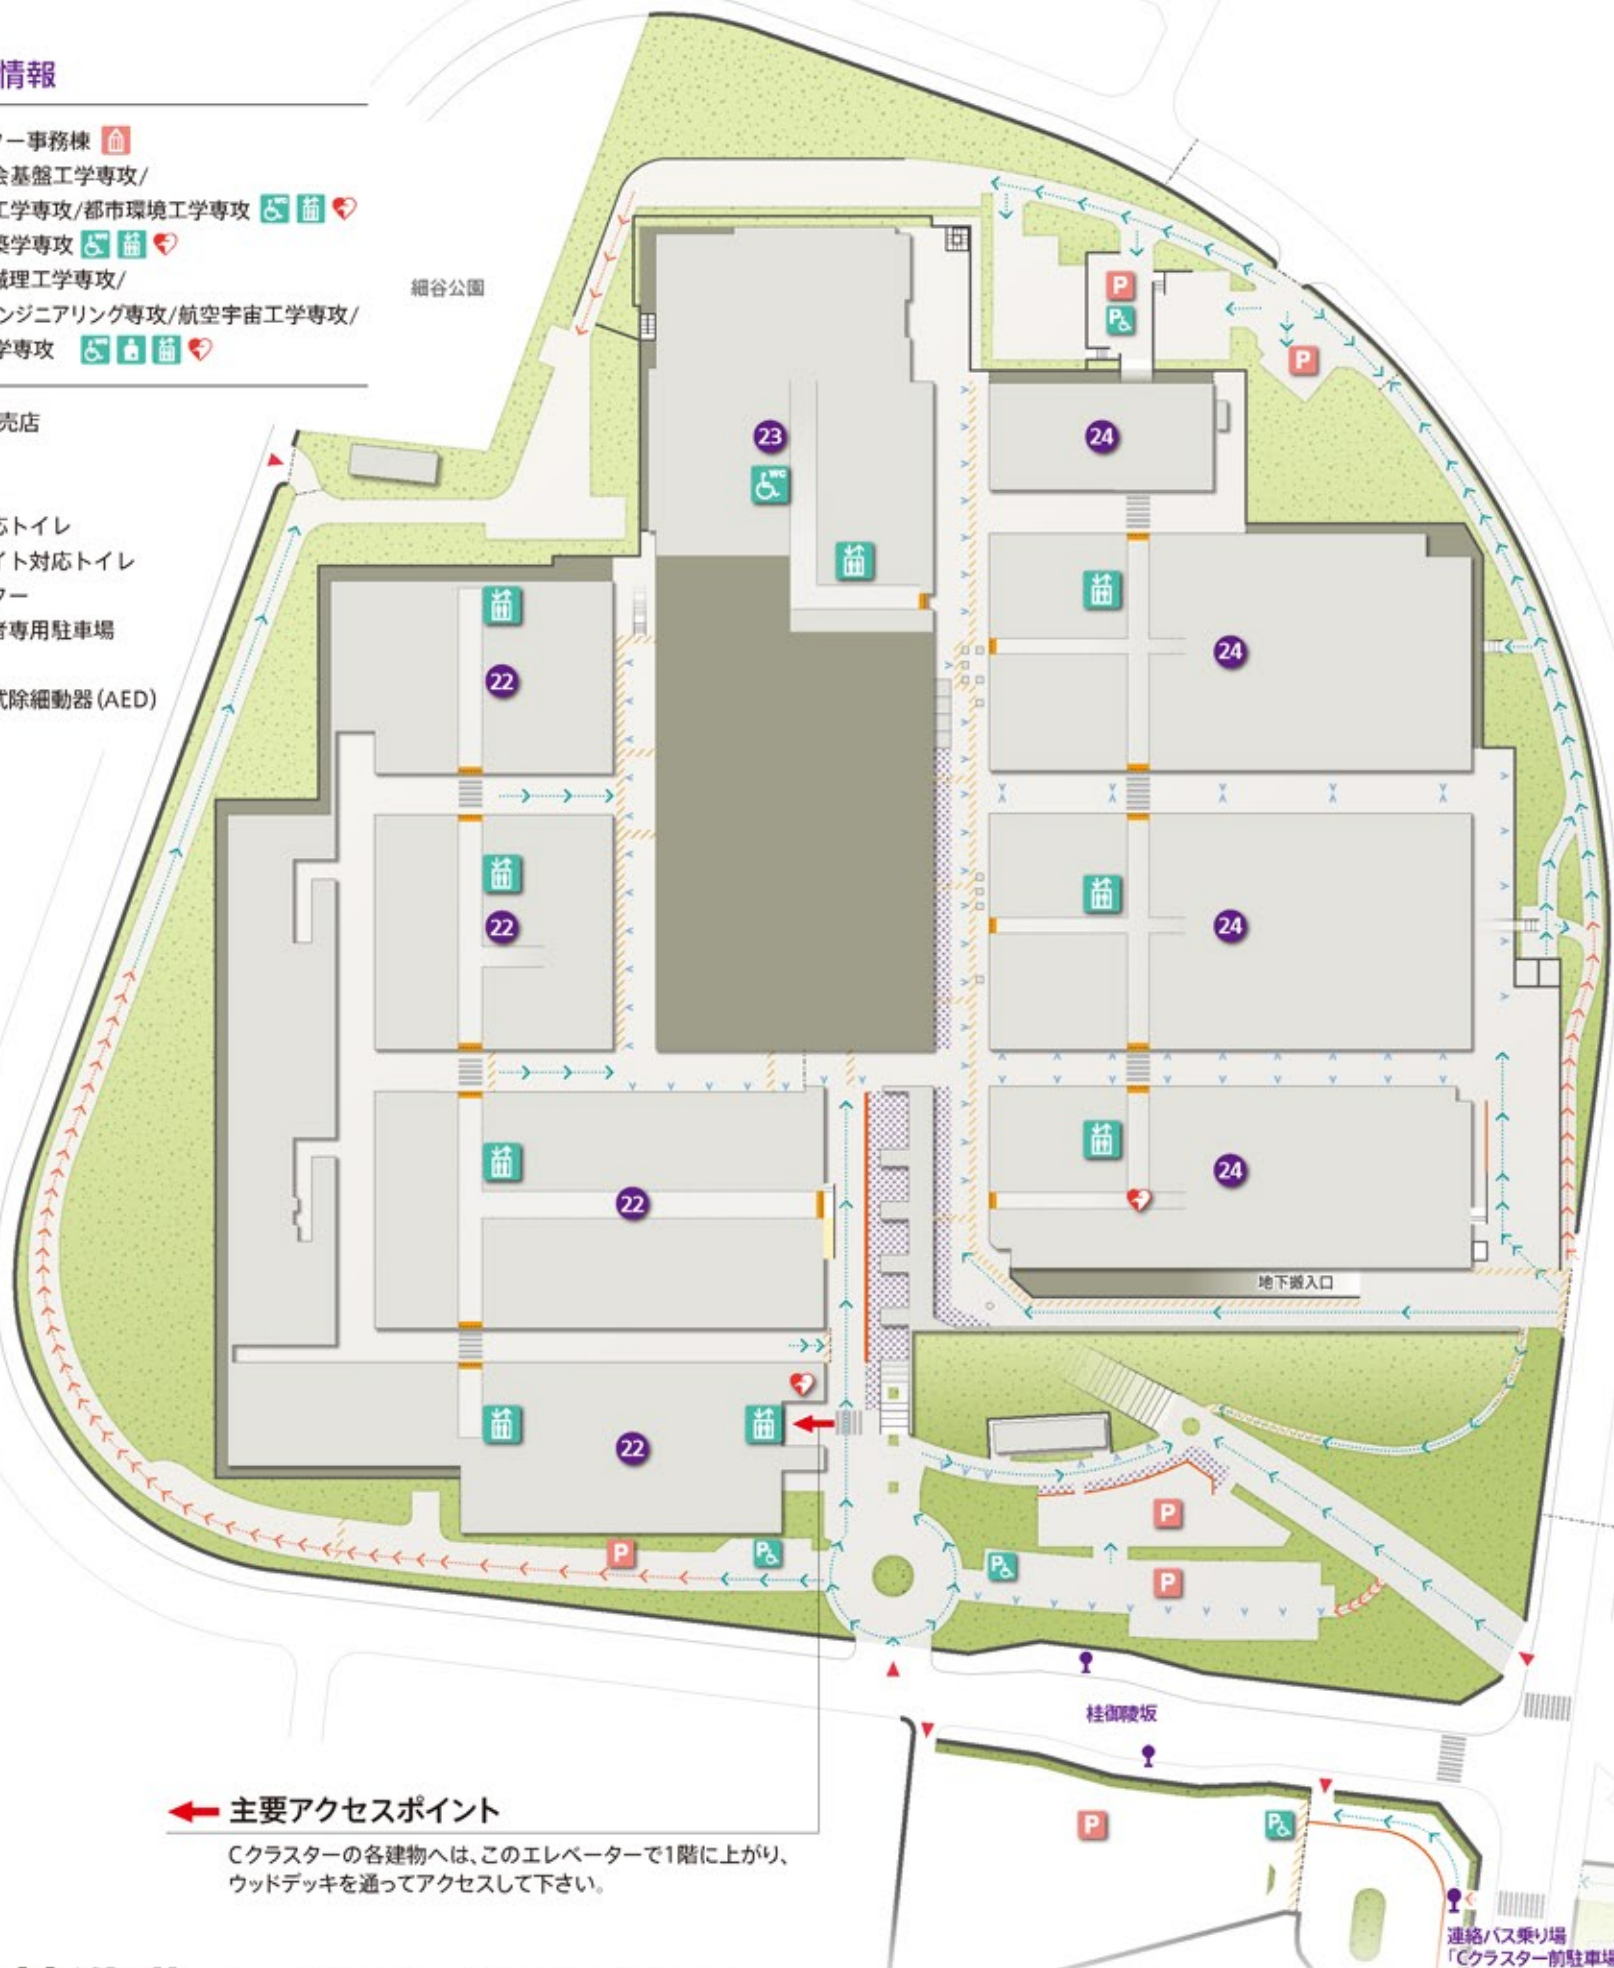 情報
ー事務棟
会基盤工学専攻/
工学専攻/都市環境工学専攻
築学専攻
械理工学専攻/
ンジニアリング専攻/航空宇宙工学専攻/
学専攻
売店
応トイレ
イト対応トイレ
ター
者専用駐車場
式除細動器(AED)
細谷公園
P
P
P
23
WC
24
22
24
22
24
22
24
地下搬入口
22
P
P
P
P
P
桂御陵坂
主要アクセスポイント
Cクラスターの各建物へは、このエレベーターで1階に上がり、
ウッドデッキを通ってアクセスして下さい。
P
P
連絡バス乗り場
「Cクラスター前駐車場